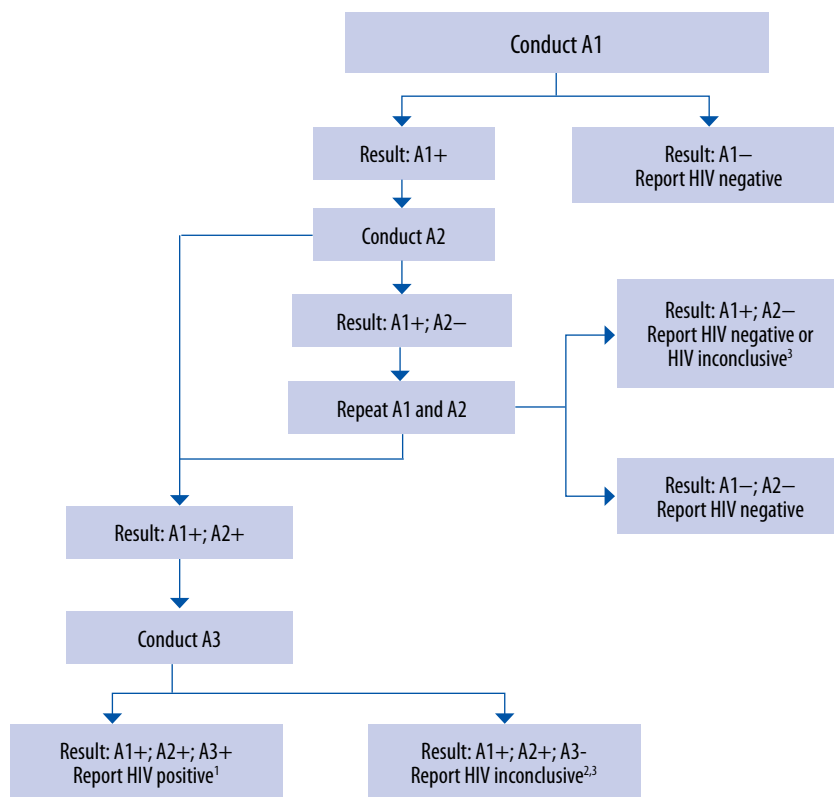 Conduct A1
Result: A1+
Result: A1−
Report HIV negative
Conduct A2
Result: A1+; A2−
Result: A1+; A2−
Report HIV negative or
HIV inconclusive³
Repeat A1 and A2
Result: A1−; A2−
Report HIV negative
Result: A1+; A2+
Conduct A3
Result: A1+; A2+; A3+
Report HIV positive¹
Result: A1+; A2+; A3-
Report HIV inconclusive²,³